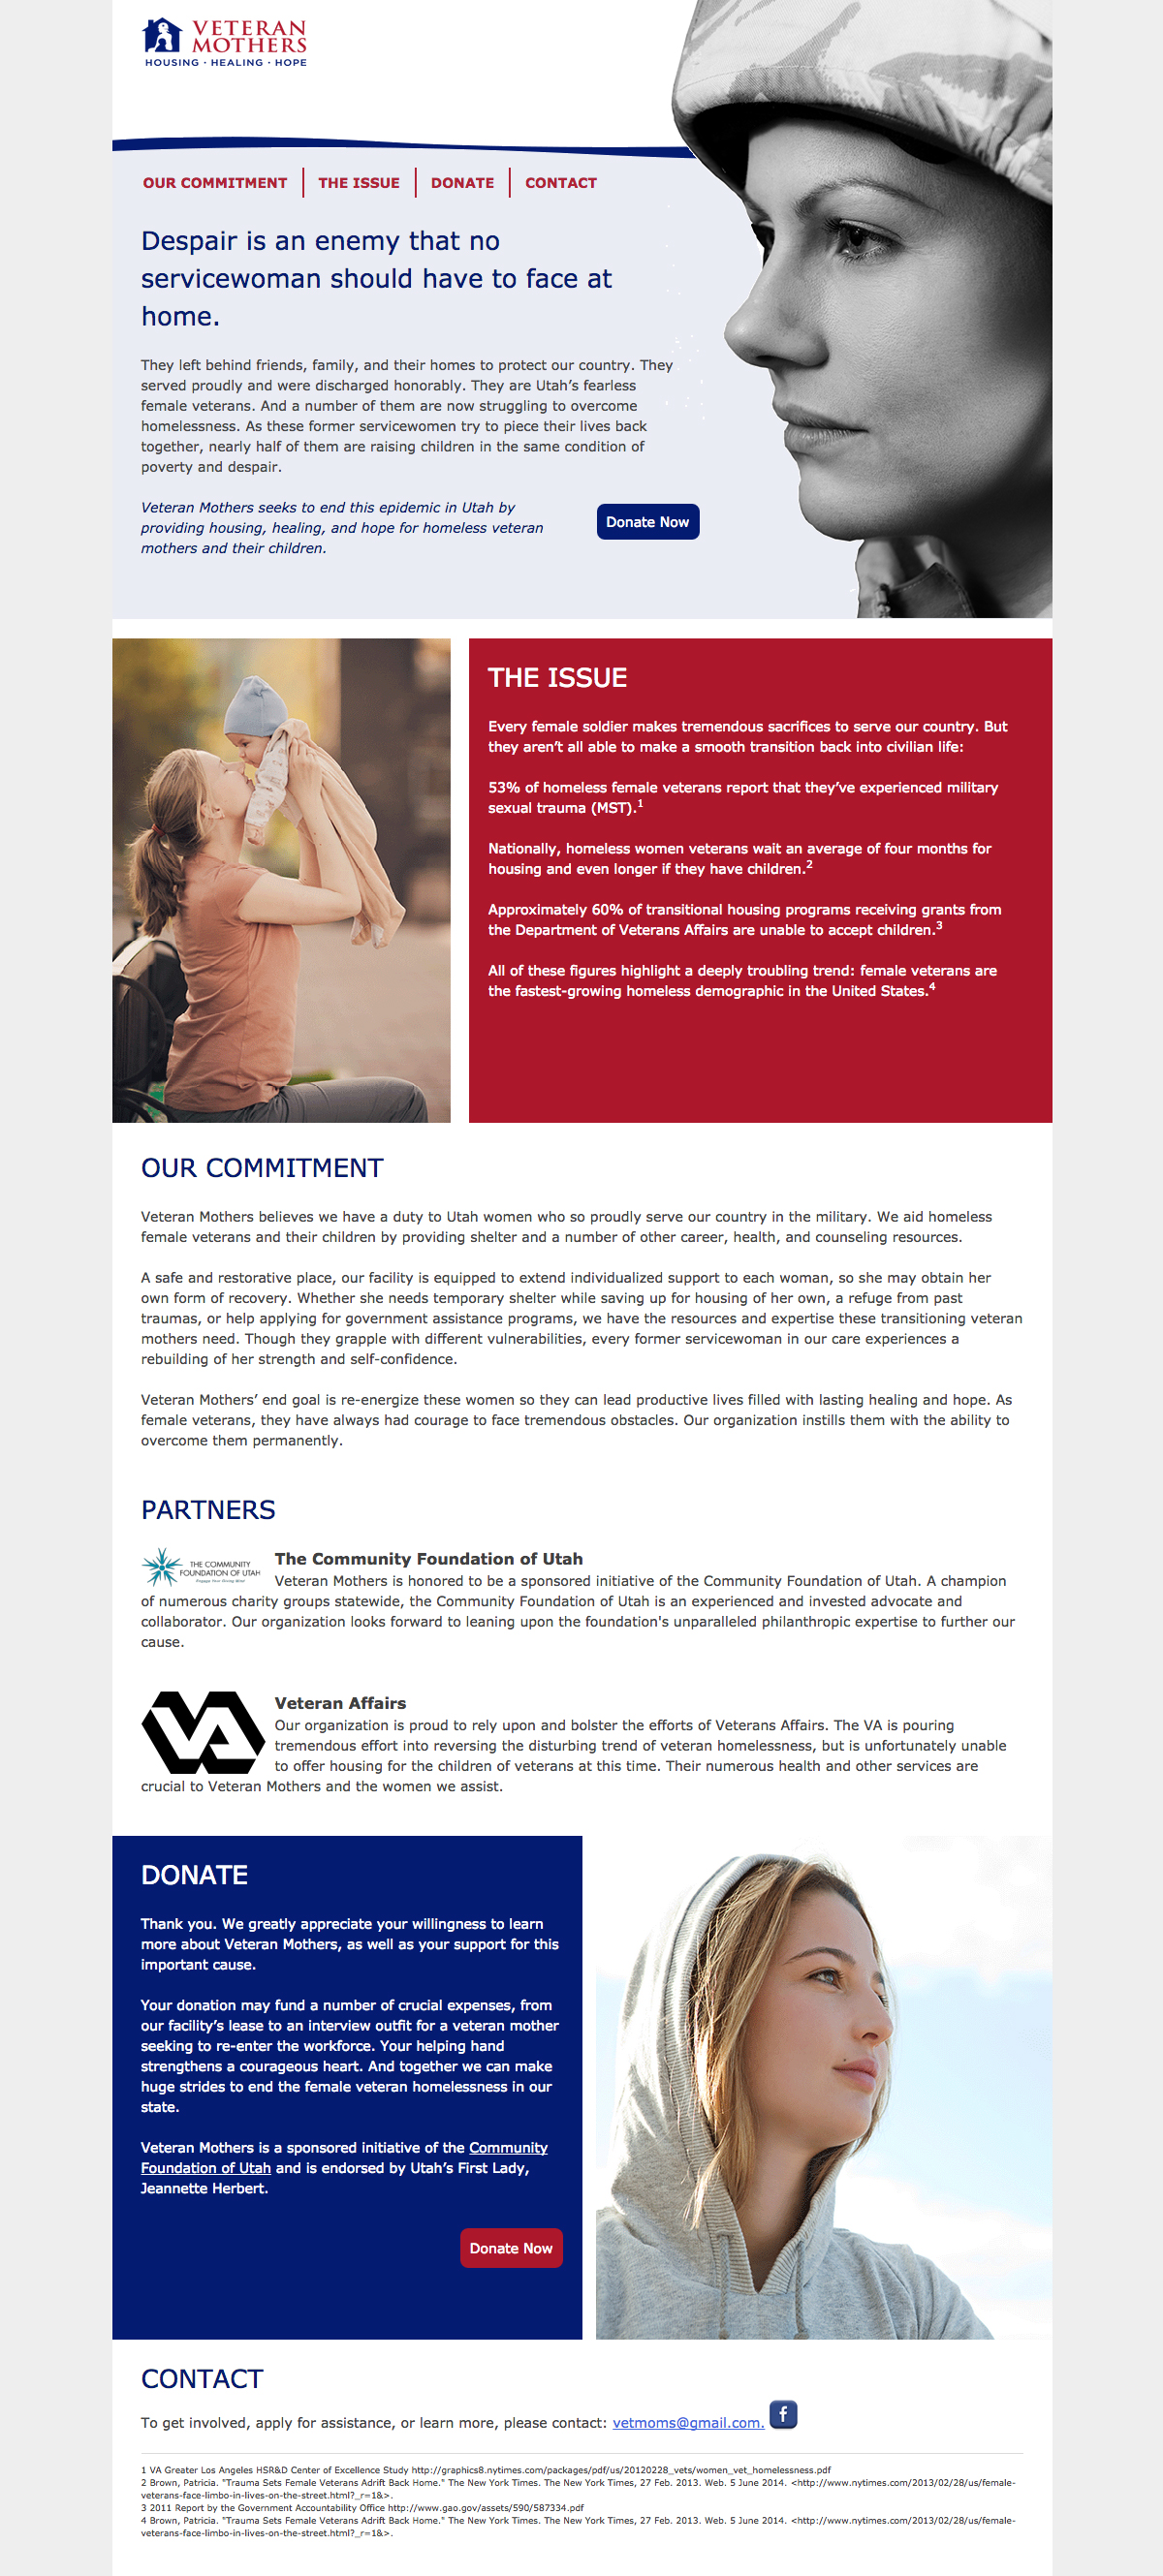 VETERAN
MOTHERS
HOUSING · HEALING · HOPE
OUR COMMITMENT
THE ISSUE
DONATE
CONTACT
Despair is an enemy that no
servicewoman should have to face at
home.
They left behind friends, family, and their homes to protect our country. They
served proudly and were discharged honorably. They are Utah’s fearless
female veterans. And a number of them are now struggling to overcome
homelessness. As these former servicewomen try to piece their lives back
together, nearly half of them are raising children in the same condition of
poverty and despair.
Veteran Mothers seeks to end this epidemic in Utah by
providing housing, healing, and hope for homeless veteran
mothers and their children.
Donate Now
THE ISSUE
Every female soldier makes tremendous sacrifices to serve our country. But
they aren’t all able to make a smooth transition back into civilian life:
53% of homeless female veterans report that they’ve experienced military
sexual trauma (MST).1
Nationally, homeless women veterans wait an average of four months for
housing and even longer if they have children.2
Approximately 60% of transitional housing programs receiving grants from
the Department of Veterans Affairs are unable to accept children.3
All of these figures highlight a deeply troubling trend: female veterans are
the fastest-growing homeless demographic in the United States.4
OUR COMMITMENT
Veteran Mothers believes we have a duty to Utah women who so proudly serve our country in the military. We aid homeless
female veterans and their children by providing shelter and a number of other career, health, and counseling resources.
A safe and restorative place, our facility is equipped to extend individualized support to each woman, so she may obtain her
own form of recovery. Whether she needs temporary shelter while saving up for housing of her own, a refuge from past
traumas, or help applying for government assistance programs, we have the resources and expertise these transitioning veteran
mothers need. Though they grapple with different vulnerabilities, every former servicewoman in our care experiences a
rebuilding of her strength and self-confidence.
Veteran Mothers’ end goal is re-energize these women so they can lead productive lives filled with lasting healing and hope. As
female veterans, they have always had courage to face tremendous obstacles. Our organization instills them with the ability to
overcome them permanently.
PARTNERS
THE COMMUNITY
FOUNDATION OF UTAH
The Community Foundation of Utah
Veteran Mothers is honored to be a sponsored initiative of the Community Foundation of Utah. A champion
of numerous charity groups statewide, the Community Foundation of Utah is an experienced and invested advocate and
collaborator. Our organization looks forward to leaning upon the foundation's unparalleled philanthropic expertise to further our
cause.
VA
Veteran Affairs
Our organization is proud to rely upon and bolster the efforts of Veterans Affairs. The VA is pouring
tremendous effort into reversing the disturbing trend of veteran homelessness, but is unfortunately unable
to offer housing for the children of veterans at this time. Their numerous health and other services are
crucial to Veteran Mothers and the women we assist.
DONATE
Thank you. We greatly appreciate your willingness to learn
more about Veteran Mothers, as well as your support for this
important cause.
Your donation may fund a number of crucial expenses, from
our facility’s lease to an interview outfit for a veteran mother
seeking to re-enter the workforce. Your helping hand
strengthens a courageous heart. And together we can make
huge strides to end the female veteran homelessness in our
state.
Veteran Mothers is a sponsored initiative of the Community
Foundation of Utah and is endorsed by Utah’s First Lady,
Jeannette Herbert.
Donate Now
CONTACT
To get involved, apply for assistance, or learn more, please contact: vetmoms@gmail.com. f
1 VA Greater Los Angeles HSR&D Center of Excellence Study http://graphics8.nytimes.com/packages/pdf/us/20120228_vets/women_vet_homelessness.pdf
2 Brown, Patricia. "Trauma Sets Female Veterans Adrift Back Home." The New York Times. The New York Times, 27 Feb. 2013. Web. 5 June 2014. <http://www.nytimes.com/2013/02/28/us/female-
veterans-face-limbo-in-lives-on-the-street.html?_r=1&>.
3 2011 Report by the Government Accountability Office http://www.gao.gov/assets/590/587334.pdf
4 Brown, Patricia. "Trauma Sets Female Veterans Adrift Back Home." The New York Times. The New York Times, 27 Feb. 2013. Web. 5 June 2014. <http://www.nytimes.com/2013/02/28/us/female-
veterans-face-limbo-in-lives-on-the-street.html?_r=1&>.